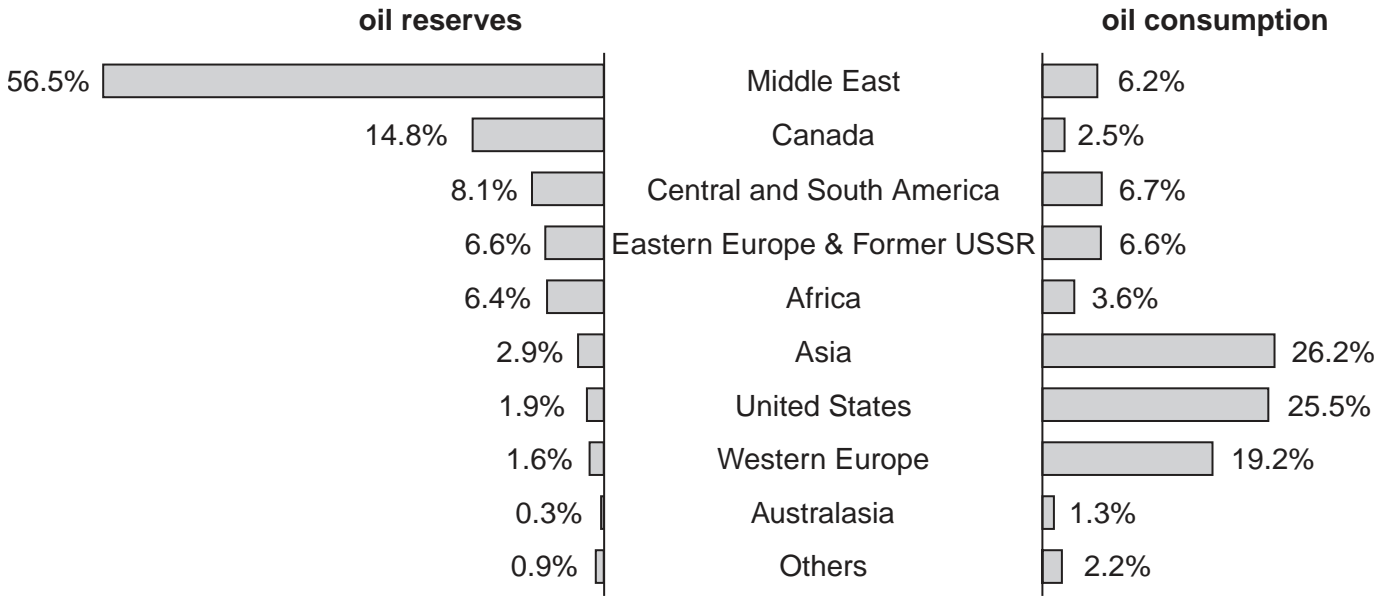 oil reserves oil consumption
56.5% Middle East 6.2%
14.8% Canada 2.5%
8.1% Central and South America 6.7%
6.6% Eastern Europe & Former USSR 6.6%
6.4% Africa 3.6%
2.9% Asia 26.2%
1.9% United States 25.5%
1.6% Western Europe 19.2%
0.3% Australasia 1.3%
0.9% Others 2.2%